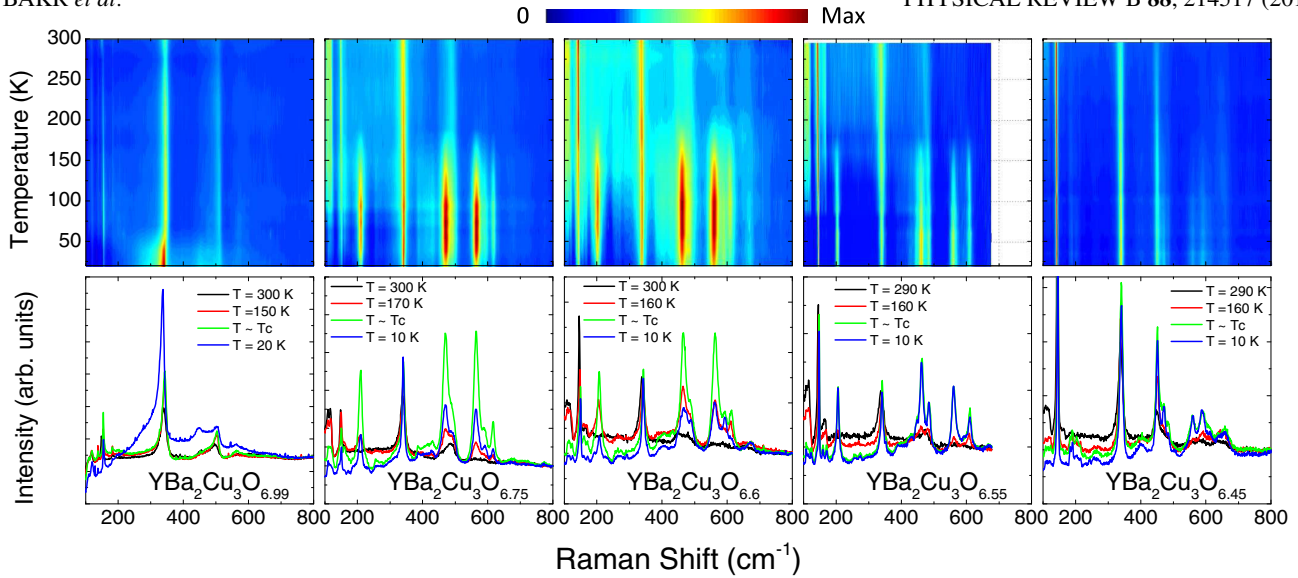 BAKR et al.
PHYSICAL REVIEW B 88, 214517 (201
0 Max
Temperature (K)
300
250
200
150
100
50
Intensity (arb. units)
T = 300 K
T =150 K
T ~ Tc
T = 20 K
YBa2Cu3O6.99
T = 300 K
T =170 K
T ~ Tc
T = 10 K
YBa2Cu3O6.75
T = 300 K
T =160 K
T ~ Tc
T = 10 K
YBa2Cu3O6.6
T = 290 K
T =160 K
T ~ Tc
T = 10 K
YBa2Cu3O6.55
T = 290 K
T =160 K
T ~ Tc
T = 10 K
YBa2Cu3O6.45
200 400 600 200 400 600 200 400 600 800 200 400 600 800 200 400 600 800
Raman Shift (cm-1)